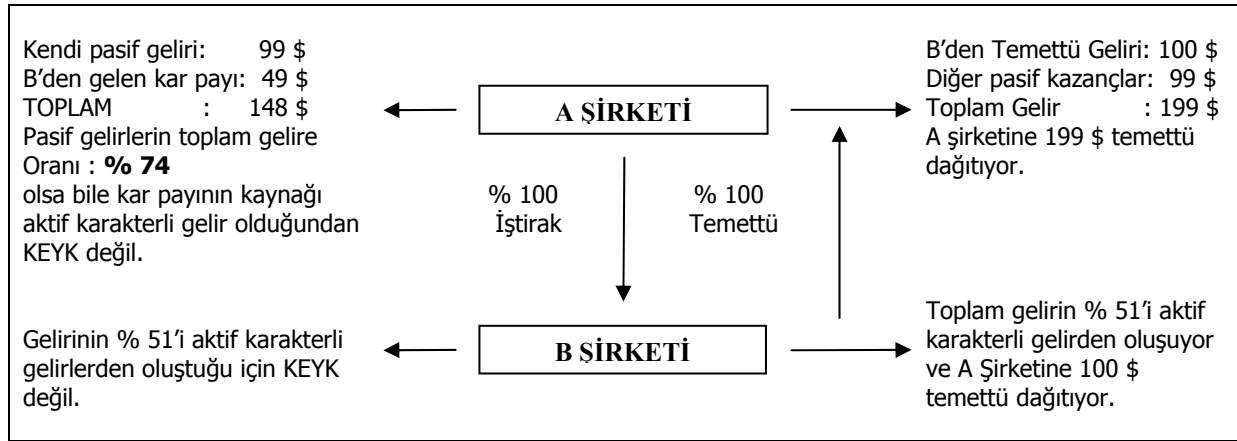 Kendi pasif geliri: 99 $
B’den gelen kar payı: 49 $
TOPLAM : 148 $
Pasif gelirlerin toplam gelire
Oranı : % 74
olsa bile kar payının kaynağı
aktif karakterli gelir olduğundan
KEYK değil.
A ŞİRKETİ
B’den Temettü Geliri: 100 $
Diğer pasif kazançlar: 99 $
Toplam Gelir : 199 $
A şirketine 199 $ temettü
dağıtıyor.
% 100
İştirak
% 100
Temettü
Gelirinin % 51’i aktif karakterli
gelirlerden oluştuğu için KEYK
değil.
B ŞİRKETİ
Toplam gelirin % 51’i aktif
karakterli gelirden oluşuyor
ve A Şirketine 100 $
temettü dağıtıyor.